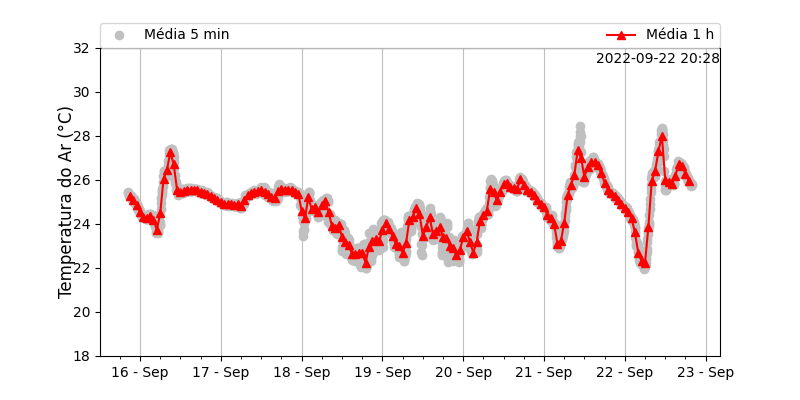 Média 5 min
Média 1 h
2022-09-22 20:28
Temperatura do Ar (°C)
32
30
28
26
24
22
20
18
16 - Sep
17 - Sep
18 - Sep
19 - Sep
20 - Sep
21 - Sep
22 - Sep
23 - Sep